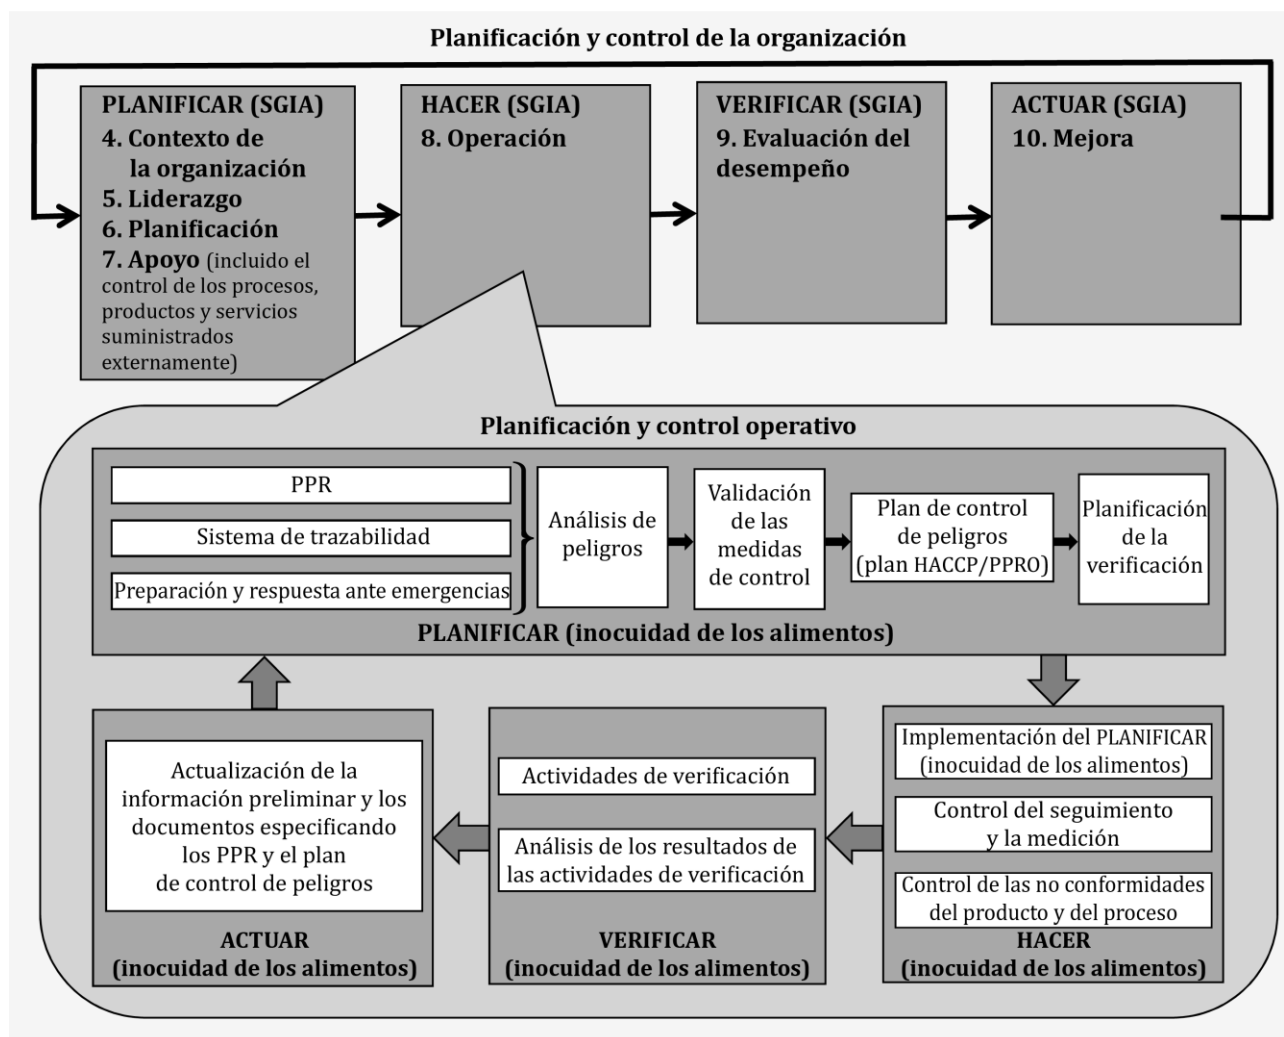 Planificación y control de la organización
PLANIFICAR (SGIA)
4. Contexto de
la organización
5. Liderazgo
6. Planificación
7. Apoyo (incluido el
control de los procesos,
productos y servicios
suministrados
externamente)
HACER (SGIA)
8. Operación
VERIFICAR (SGIA)
9. Evaluación del
desempeño
ACTUAR (SGIA)
10. Mejora
Planificación y control operativo
PPR
Sistema de trazabilidad
Preparación y respuesta ante emergencias
Análisis de
peligros
Validación
de las
medidas
de control
Plan de control
de peligros
(plan HACCP/PPRO)
Planificación
de la
verificación
PLANIFICAR (inocuidad de los alimentos)
Implementación del PLANIFICAR
(inocuidad de los alimentos)
Control del seguimiento
y la medición
Control de las no conformidades
del producto y del proceso
HACER
(inocuidad de los alimentos)
Actividades de verificación
Análisis de los resultados de
las actividades de verificación
VERIFICAR
(inocuidad de los alimentos)
Actualización de la
información preliminar y los
documentos especificando
los PPR y el plan
de control de peligros
ACTUAR
(inocuidad de los alimentos)